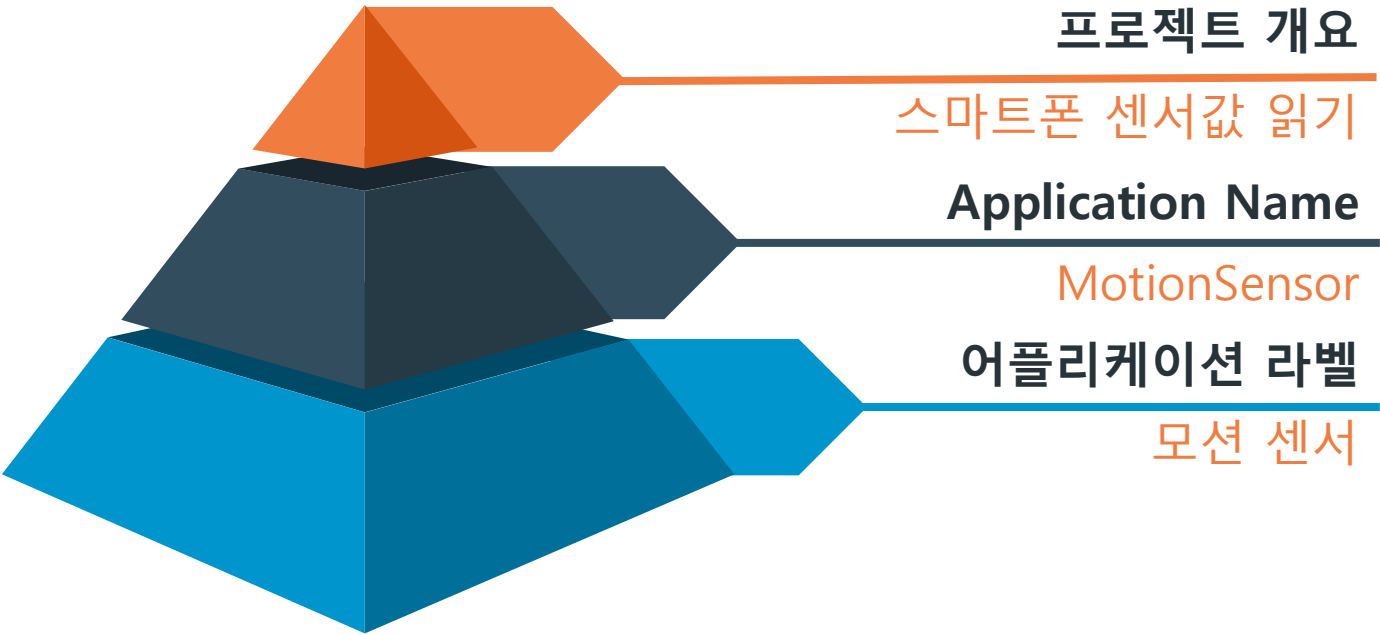 프로젝트 개요
스마트폰 센서값 읽기
Application Name
MotionSensor
어플리케이션 라벨
모션 센서